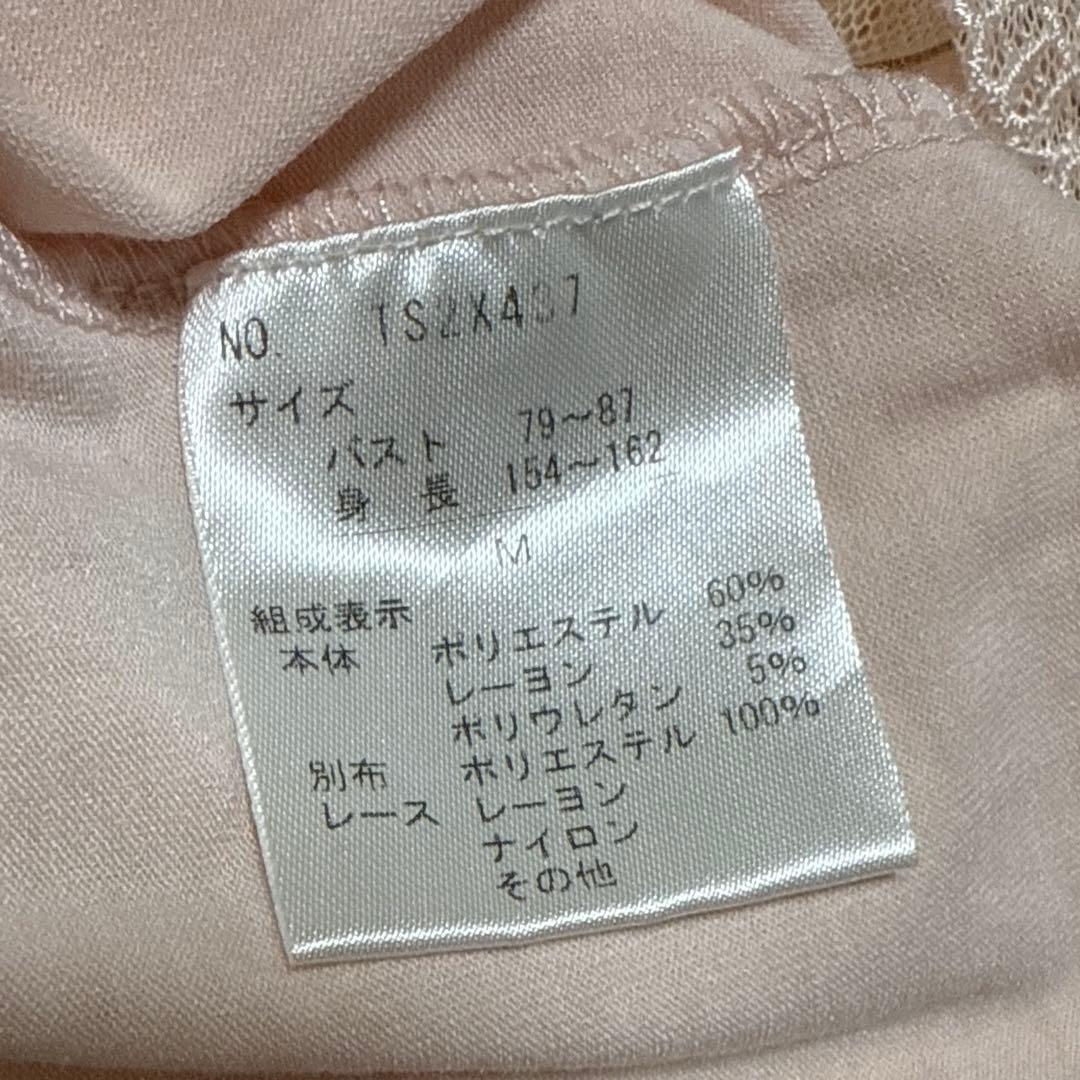 NO. TS2X437
サイズ
バスト 79～87
身 長 154～162
M
組成表示
本体 ポリエステル 60%
レーヨン 35%
ポリウレタン 5%
別布 ポリエステル 100%
レース レーヨン
ナイロン
その他